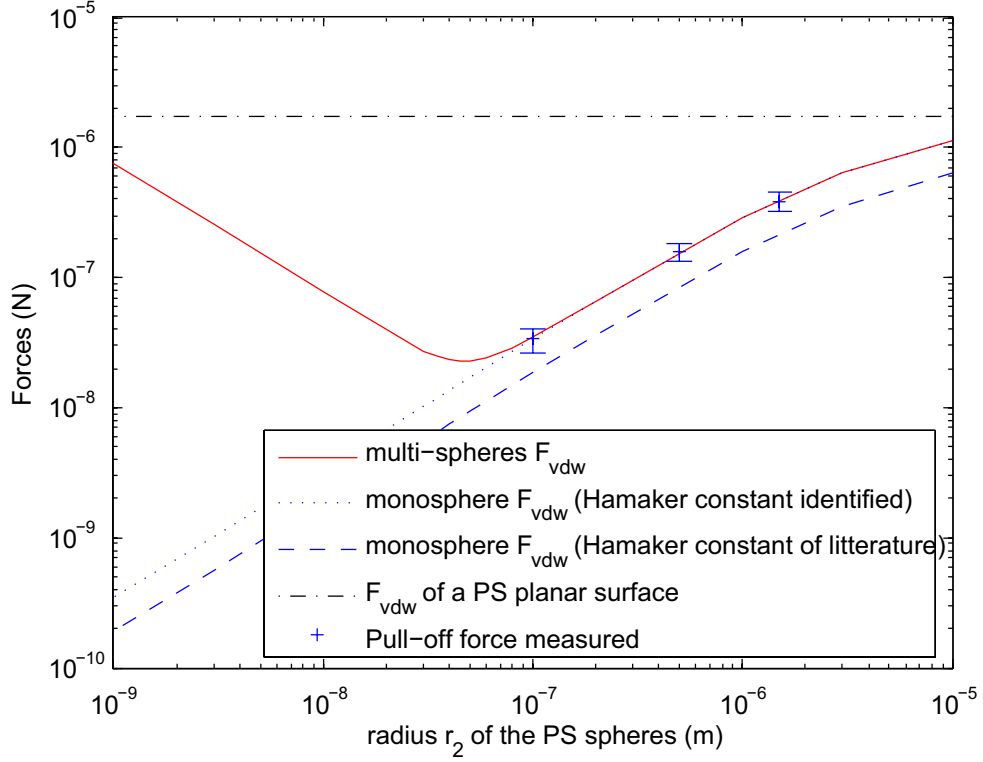 10⁻⁵
10⁻⁶
10⁻⁷
10⁻⁸
10⁻⁹
10⁻¹⁰
Forces (N)
multi−spheres F_vdw
monosphere F_vdw (Hamaker constant identified)
monosphere F_vdw (Hamaker constant of litterature)
F_vdw of a PS planar surface
Pull−off force measured
10⁻⁹ 10⁻⁸ 10⁻⁷ 10⁻⁶ 10⁻⁵
radius r₂ of the PS spheres (m)